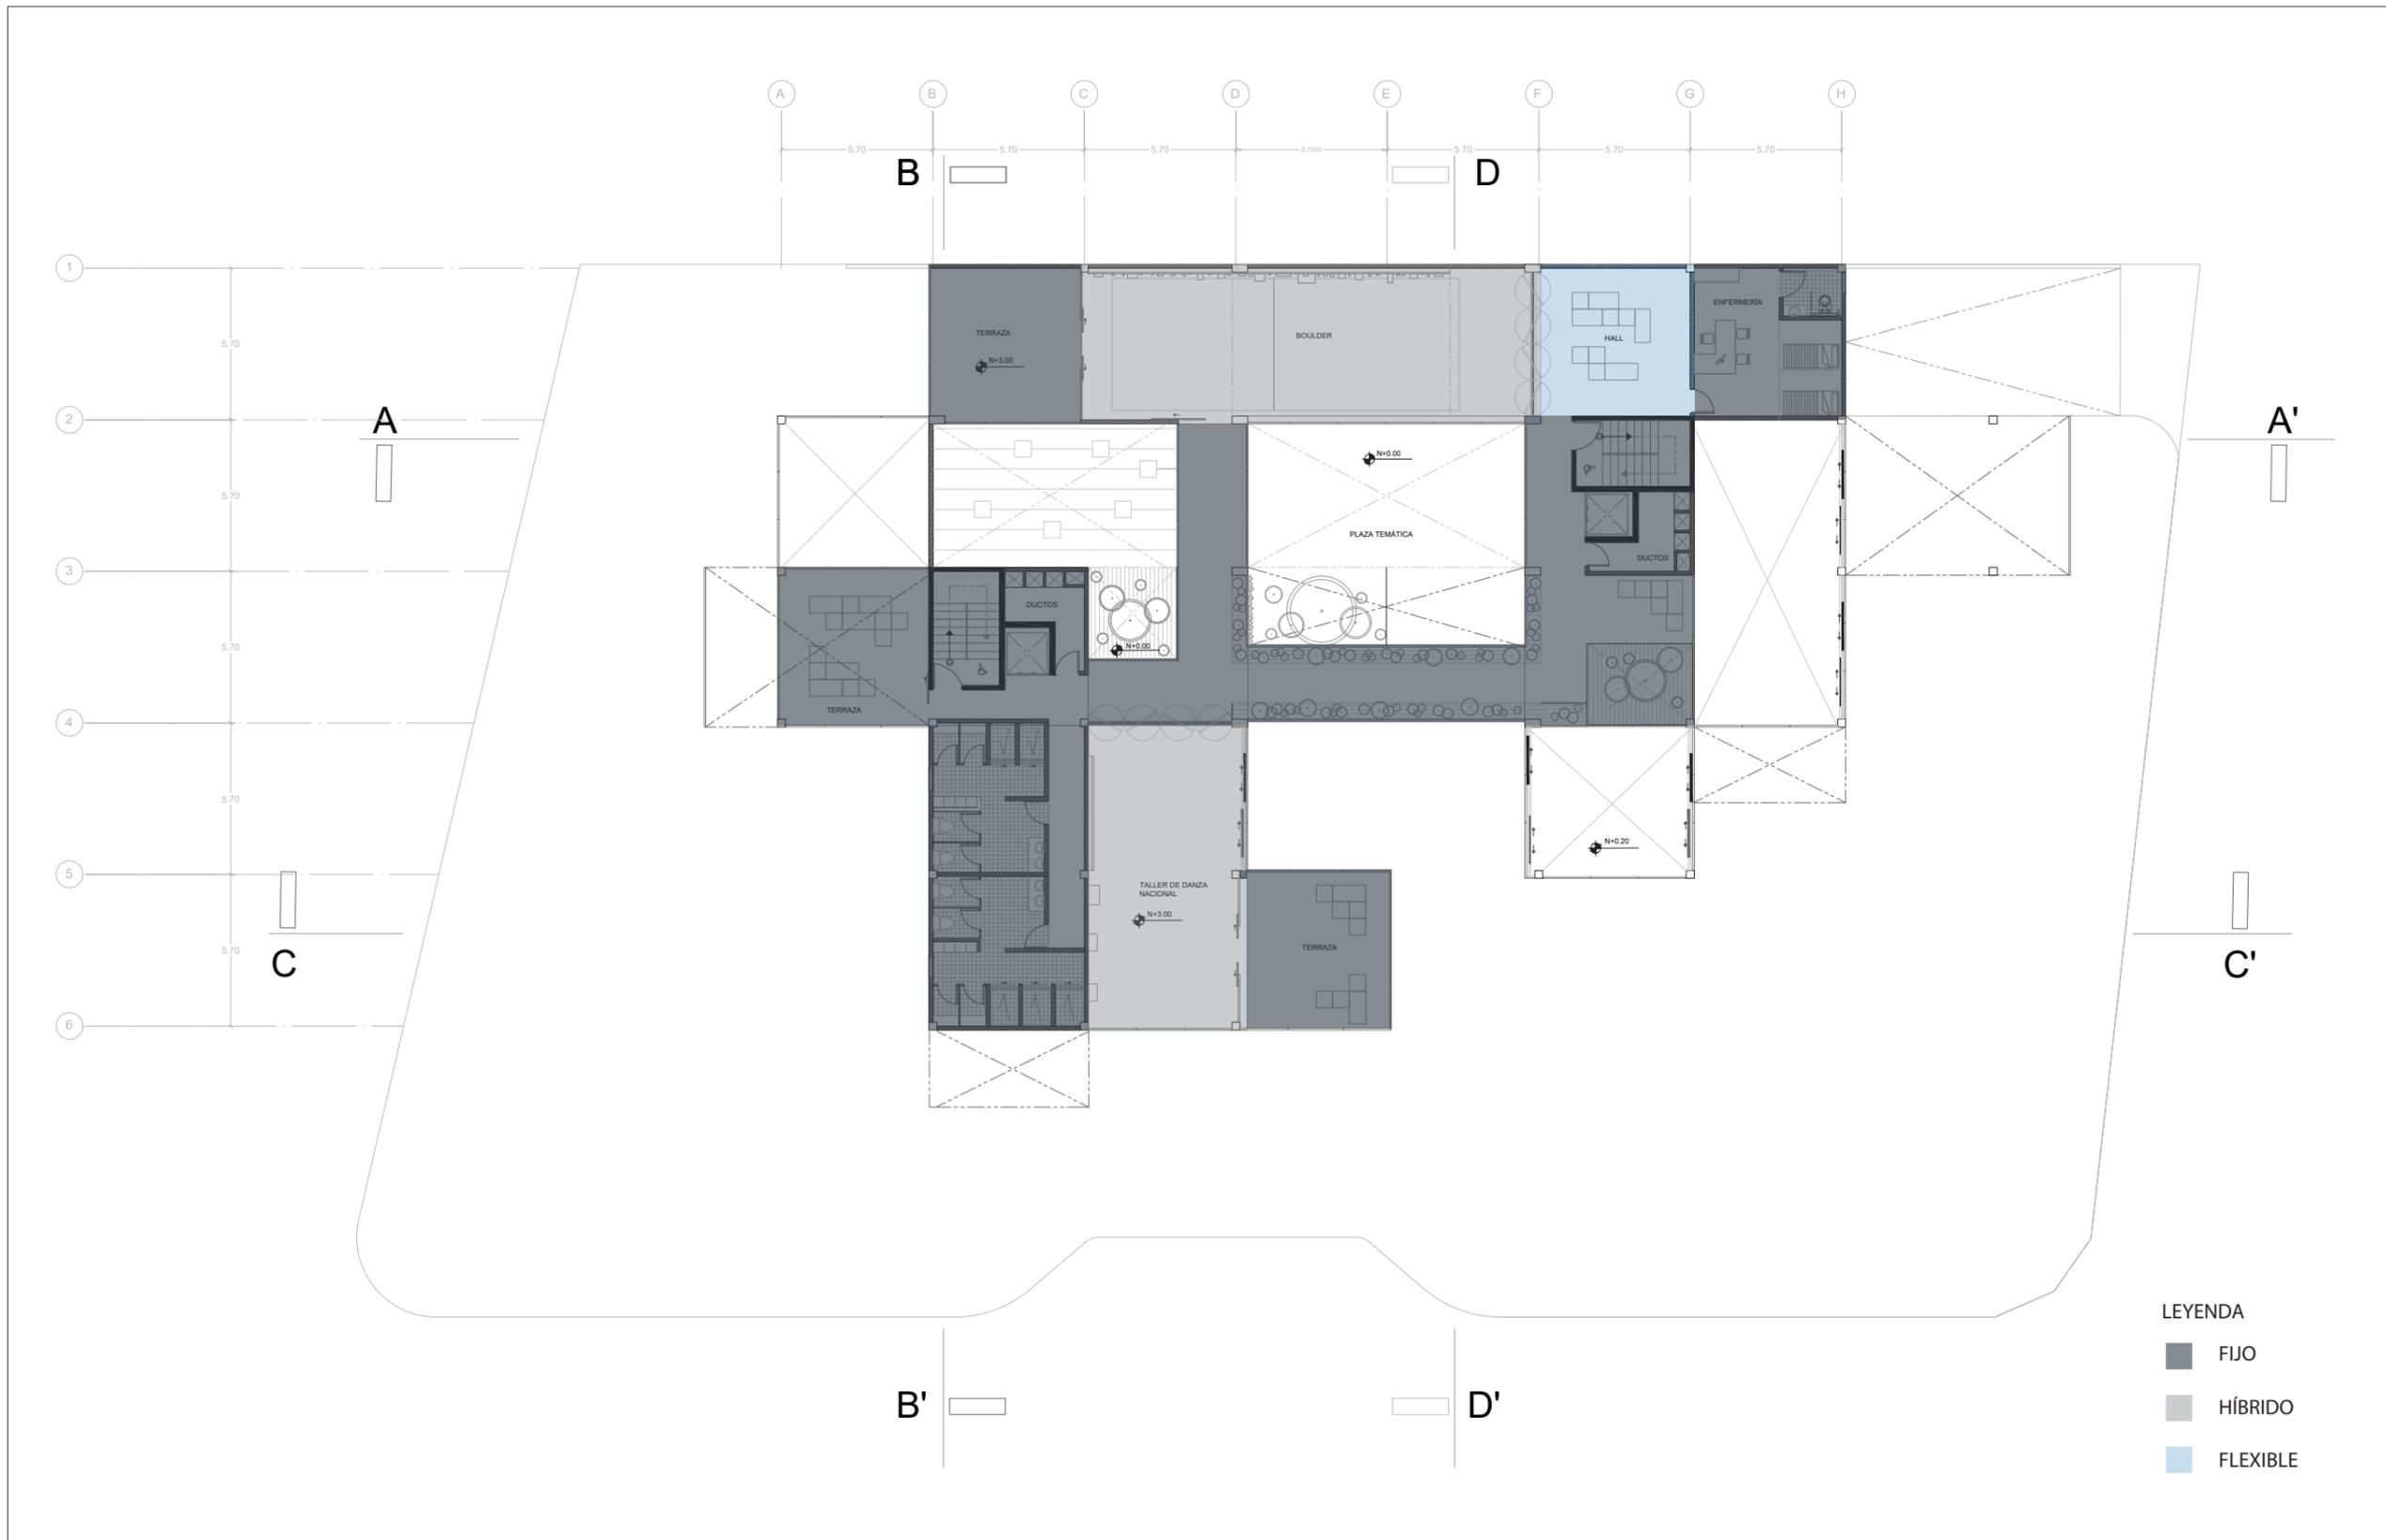 A B C D E F G H
5.70 5.70 5.70 5.7000 5.70 5.70 5.70
B D
1
5.70
TERRAZA
N+3.00
BOULDER
HALL
ENFERMERÍA
2
A A'
5.70
N+0.00
PLAZA TEMÁTICA
DUCTOS
3
DUCTOS
5.70
N+0.00
TERRAZA
4
5.70
N+0.20
5
TALLER DE DANZA
NACIONAL
N+3.00
TERRAZA
5.70
C C'
6
LEYENDA
FIJO
HÍBRIDO
FLEXIBLE
B' D'